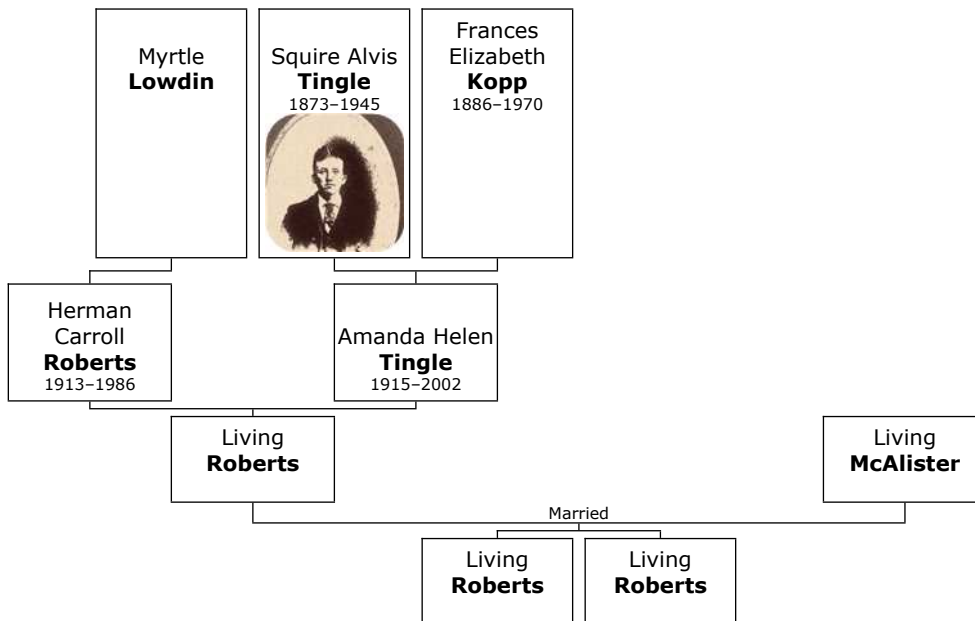 Myrtle
Lowdin
Squire Alvis
Tingle
1873–1945
Frances
Elizabeth
Kopp
1886–1970
Herman
Carroll
Roberts
1913–1986
Amanda Helen
Tingle
1915–2002
Living
Roberts
Living
McAlister
Married
Living
Roberts
Living
Roberts